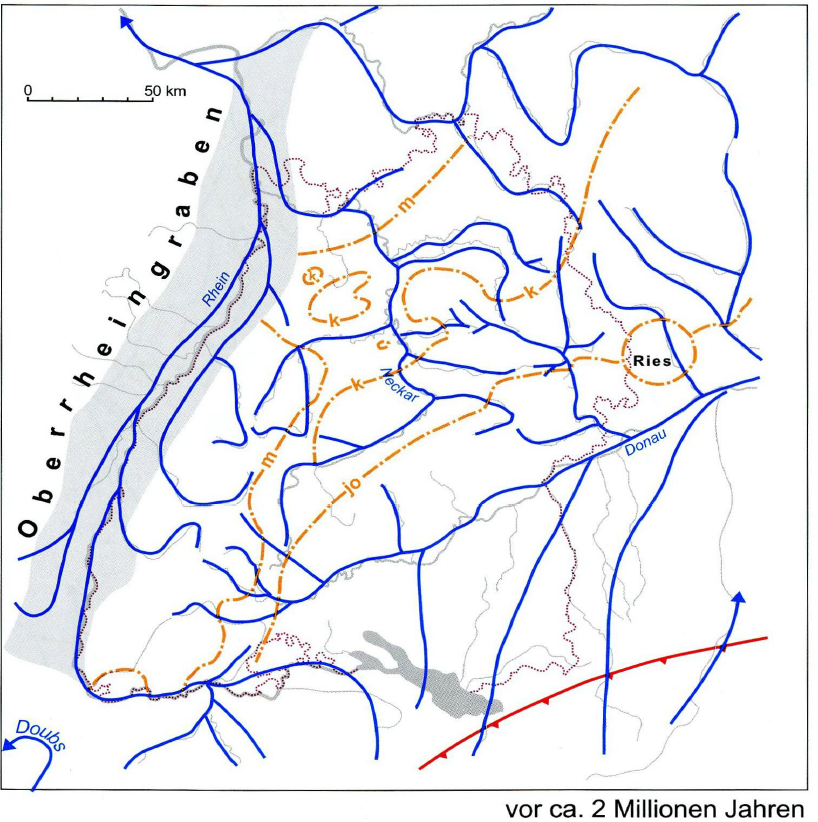 0 50 km
Oberrheingraben
m
Rhein
k
k
k
c
k
Ries
Neckar
Donau
m
jo
Doubs
vor ca. 2 Millionen Jahren